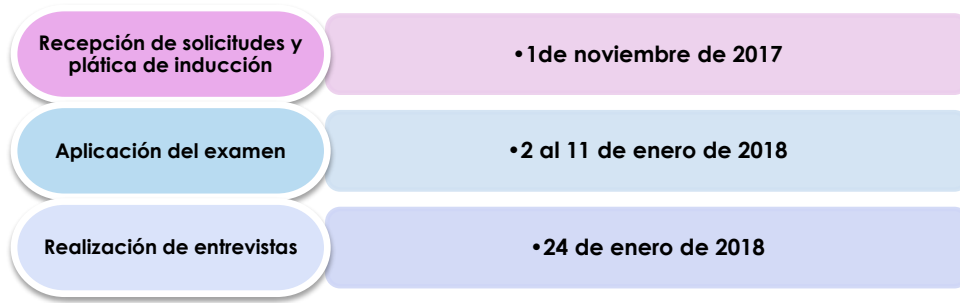 Recepción de solicitudes y
plática de inducción
•1de noviembre de 2017
Aplicación del examen
•2 al 11 de enero de 2018
Realización de entrevistas
•24 de enero de 2018